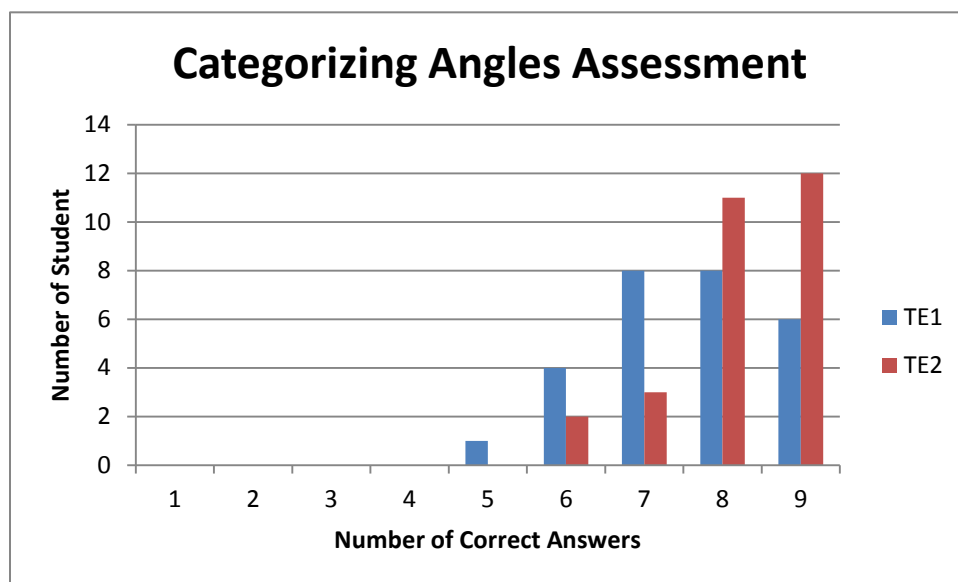 Categorizing Angles Assessment
14
12
10
8
6
4
2
0
Number of Student
1 2 3 4 5 6 7 8 9
Number of Correct Answers
TE1
TE2